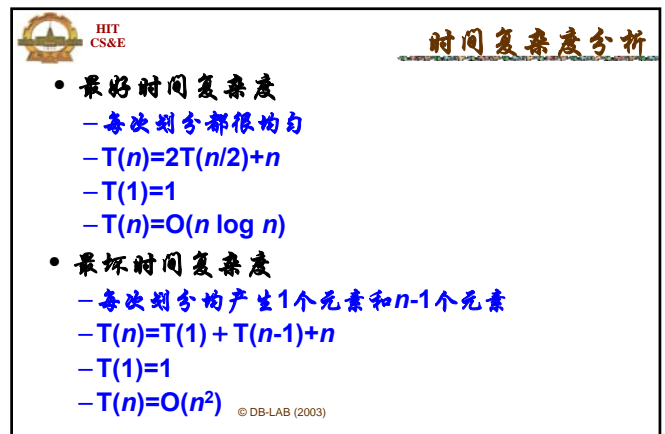 HIT
CS&E
时间复杂度分析
• 最好时间复杂度
–每次划分都很均匀
–T(n)=2T(n/2)+n
–T(1)=1
–T(n)=O(n log n)
• 最坏时间复杂度
–每次划分均产生1个元素和n-1个元素
–T(n)=T(1)+T(n-1)+n
–T(1)=1
–T(n)=O(n²)
© DB-LAB (2003)